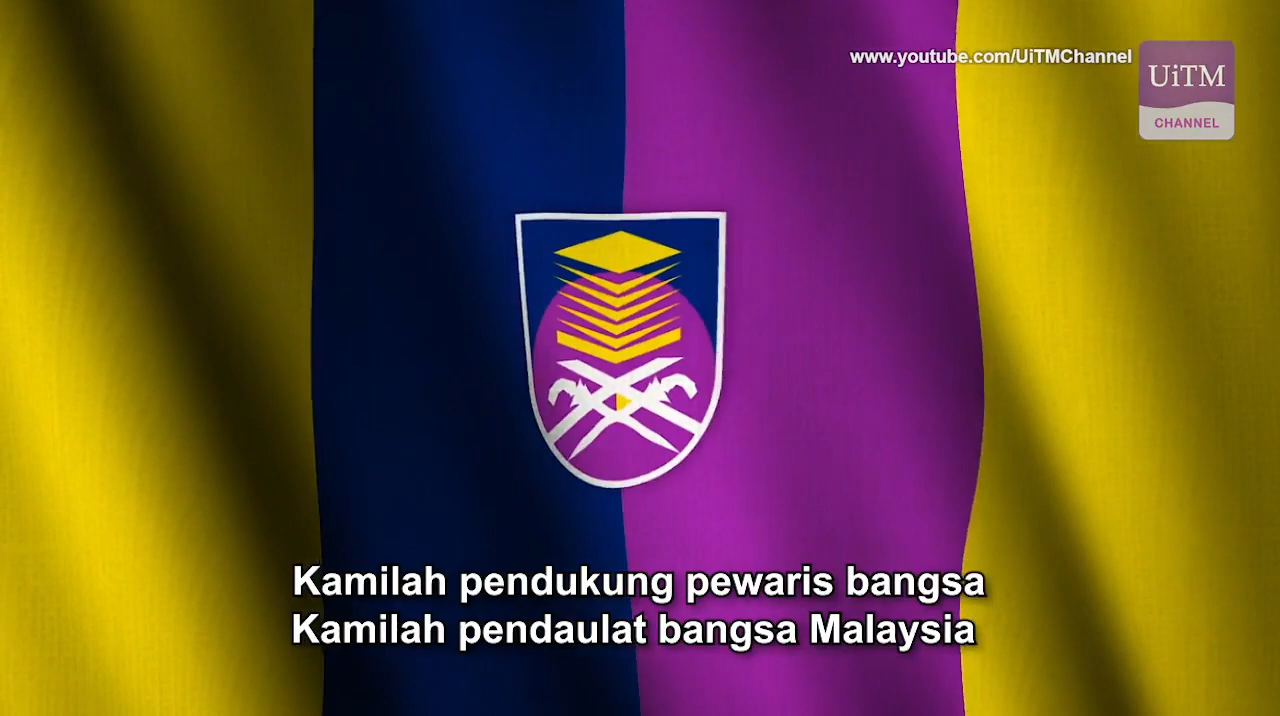 www.youtube.com/UiTMChannel
UiTM
CHANNEL
Kamilah pendukung pewaris bangsa
Kamilah pendaulat bangsa Malaysia